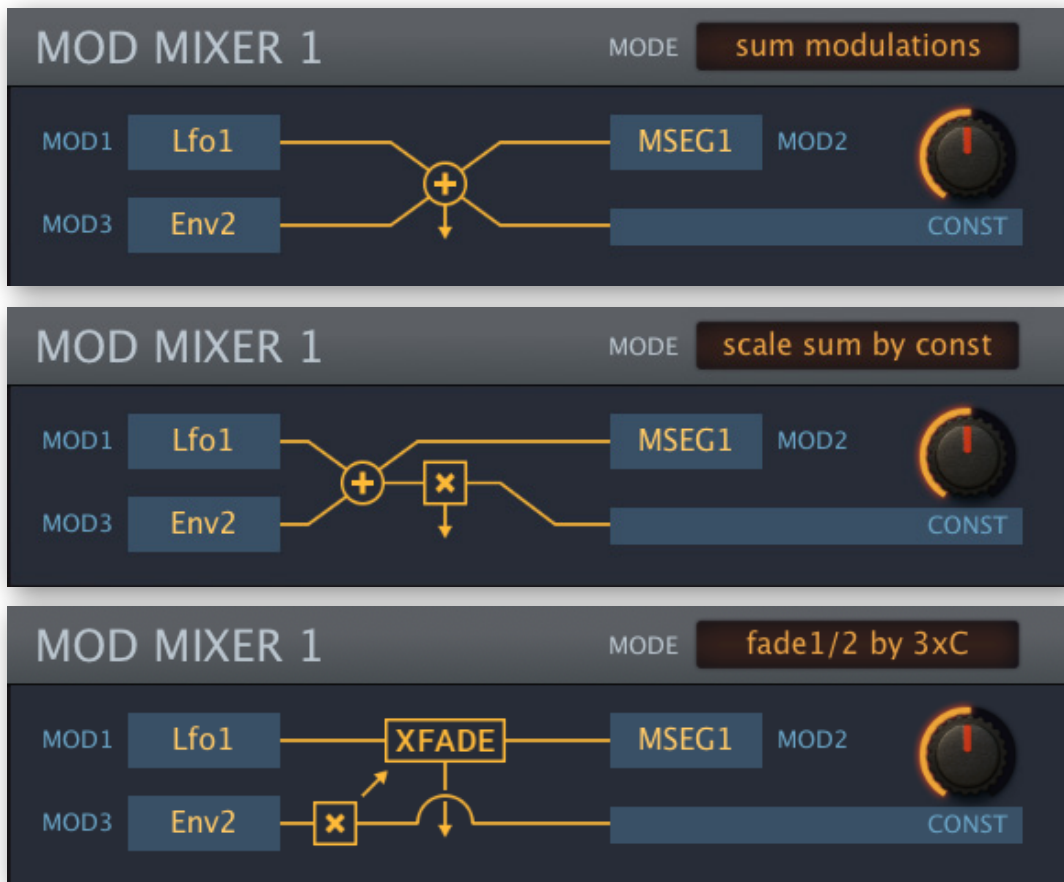 MOD MIXER 1 MODE sum modulations
MOD1 Lfo1 MSEG1 MOD2
+
MOD3 Env2 CONST
MOD MIXER 1 MODE scale sum by const
MOD1 Lfo1 MSEG1 MOD2
+ ×
MOD3 Env2 CONST
MOD MIXER 1 MODE fade1/2 by 3xC
MOD1 Lfo1 XFADE MSEG1 MOD2
MOD3 Env2 × CONST